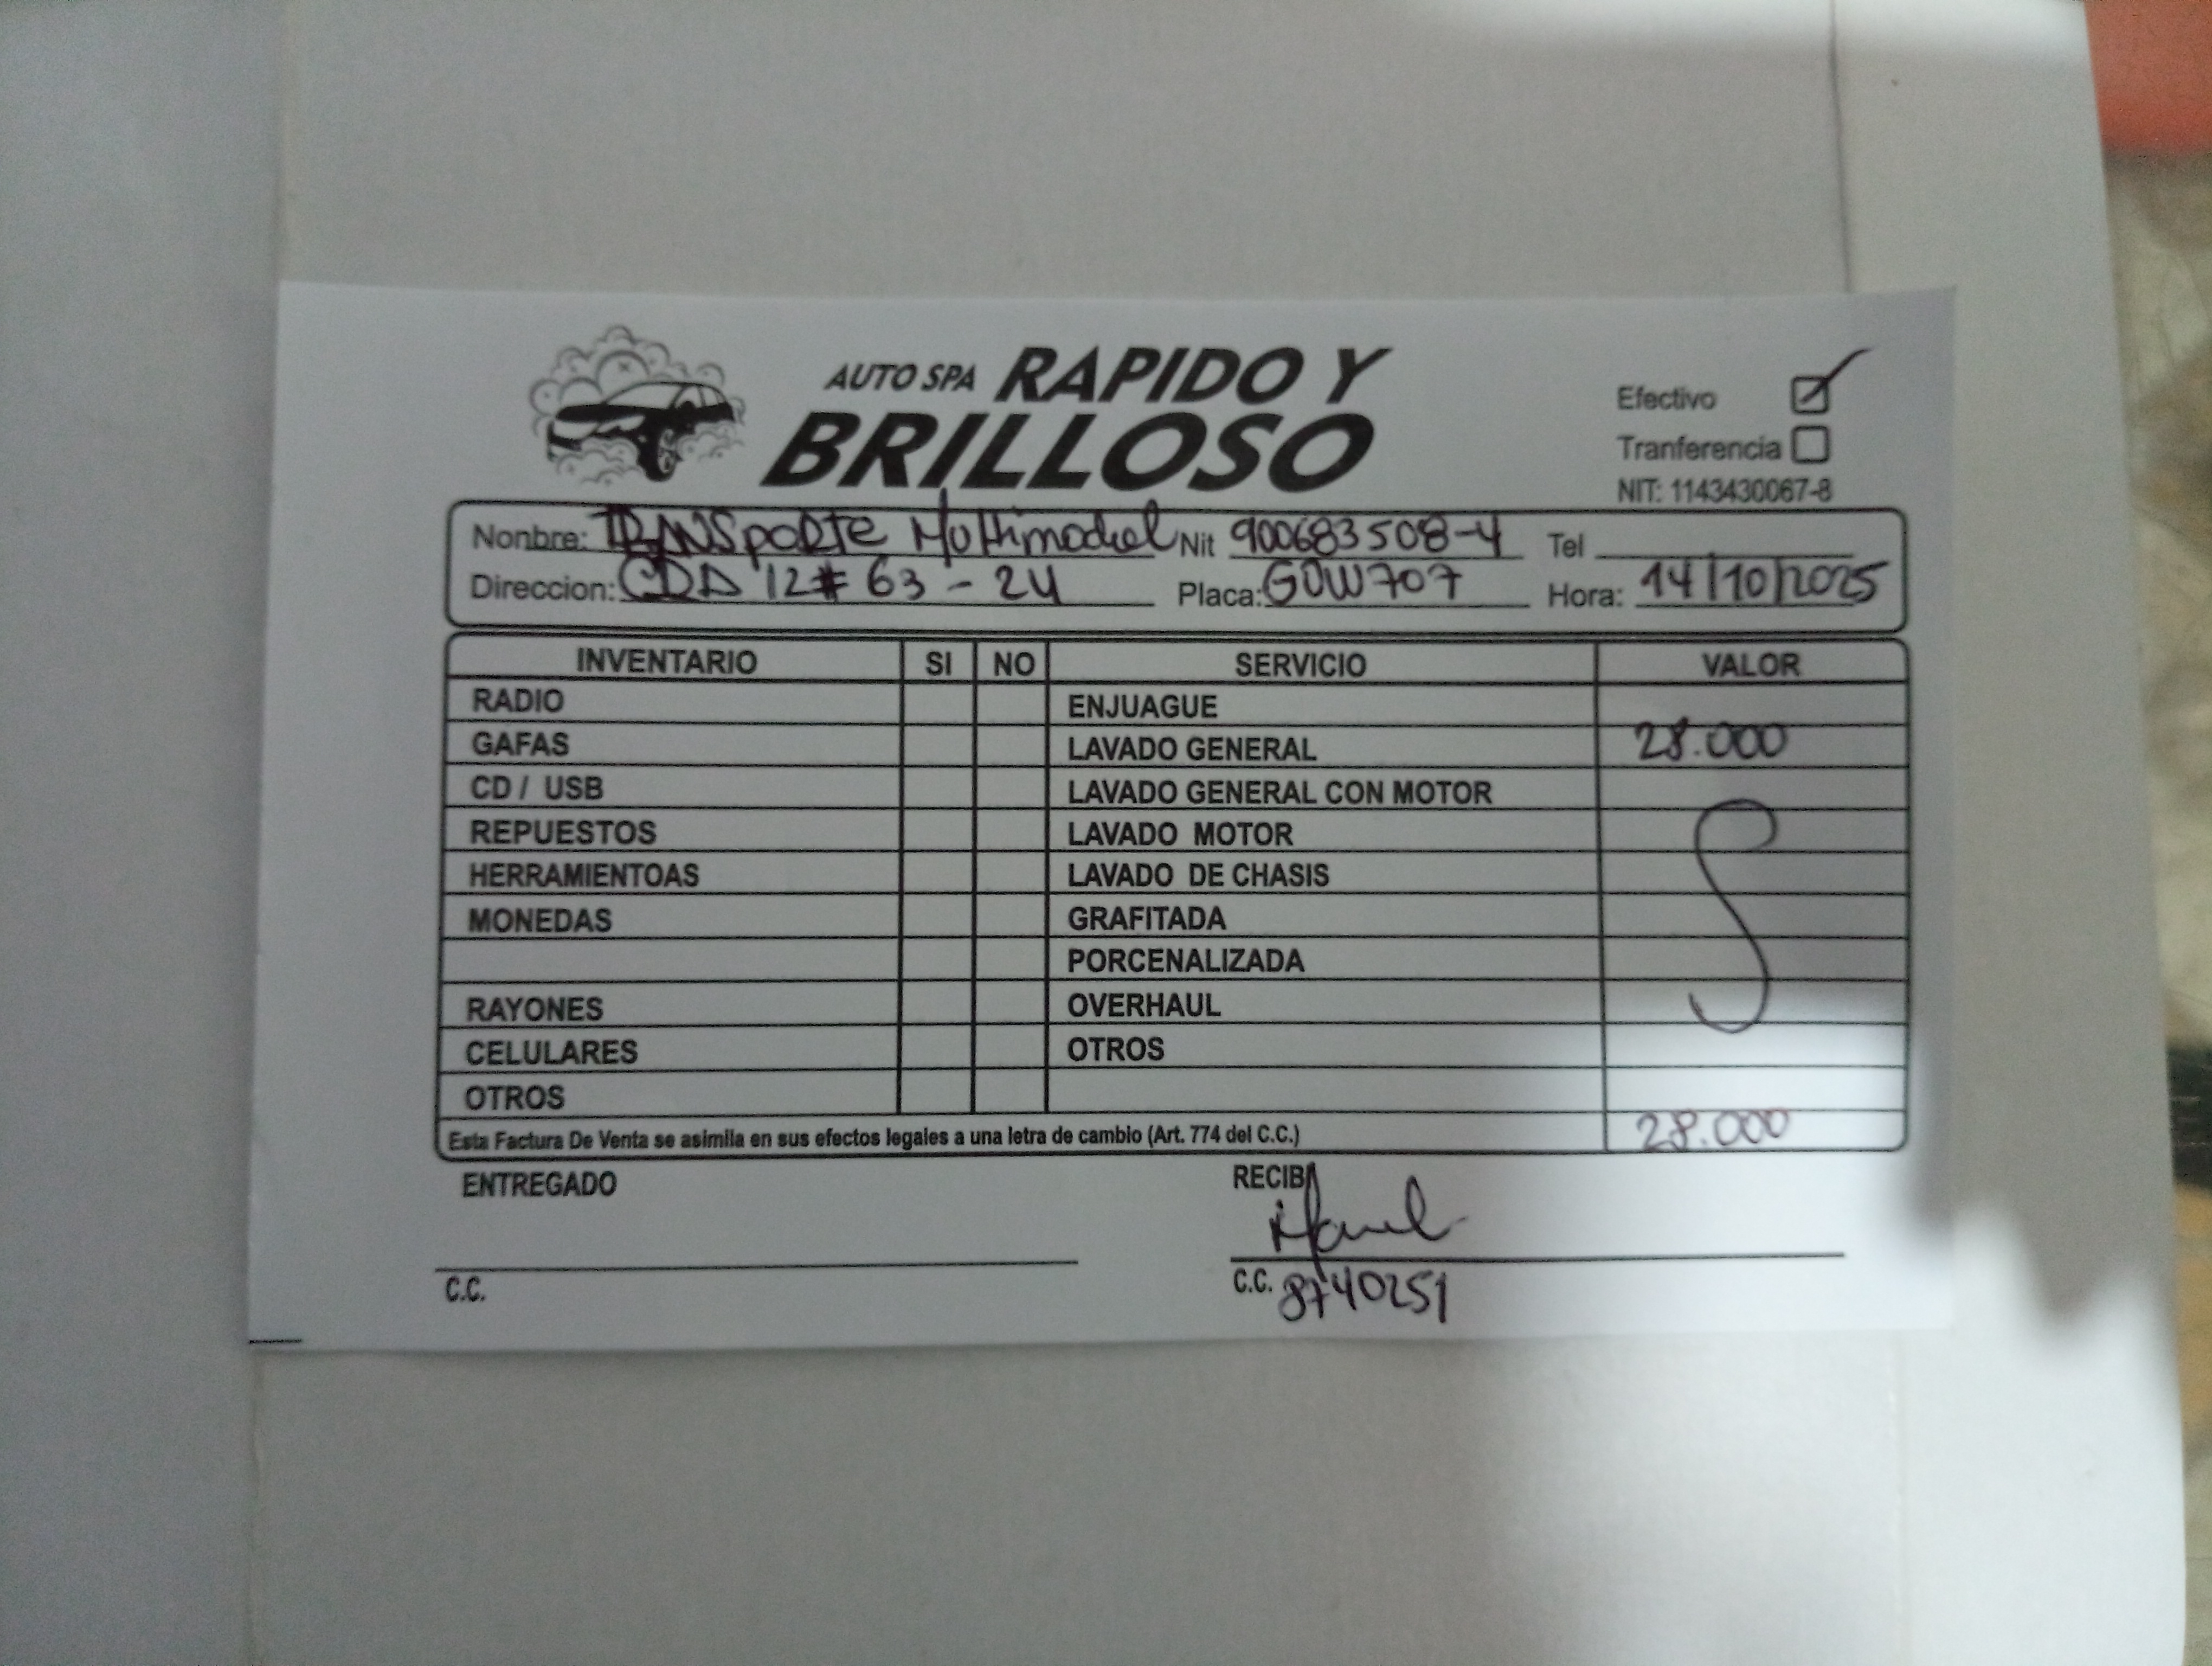 AUTO SPA RAPIDO Y
BRILLOSO
Efectivo ☑
Tranferencia ☐
NIT: 1143430067-8
Nonbre: TRANSPORTE Multimodal Nit 900683508-4 Tel
Direccion: 12# 63 - 24 Placa: GOW707 Hora: 14/10/2025
INVENTARIO SI NO SERVICIO VALOR
RADIO ENJUAGUE
GAFAS LAVADO GENERAL 28.000
CD / USB LAVADO GENERAL CON MOTOR
REPUESTOS LAVADO MOTOR
HERRAMIENTOAS LAVADO DE CHASIS
MONEDAS GRAFITADA
PORCENALIZADA
RAYONES OVERHAUL
CELULARES OTROS
OTROS
Esta Factura De Venta se asimila en sus efectos legales a una letra de cambio (Art. 774 del C.C.) 28.000
ENTREGADO RECIBI
C.C. C.C. 8740251